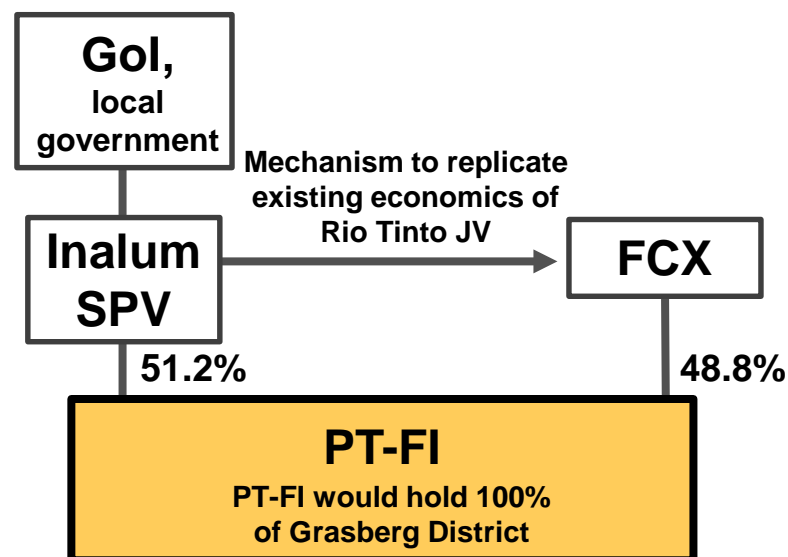 GoI,
local
government
Mechanism to replicate
existing economics of
Rio Tinto JV
Inalum
SPV
FCX
51.2%
48.8%
PT-FI
PT-FI would hold 100%
of Grasberg District